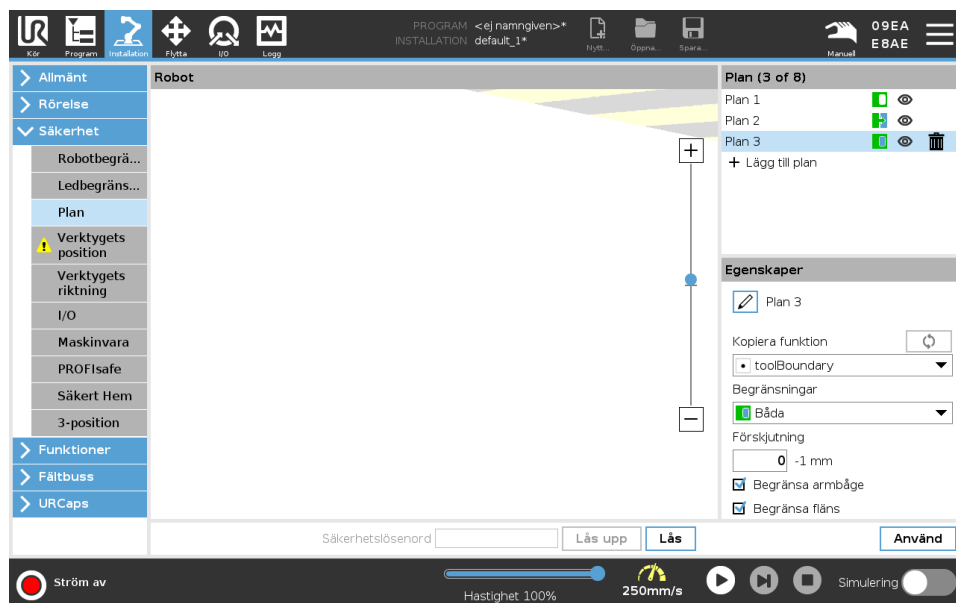 PROGRAM <ej namngiven>*
INSTALLATION default_1*
Kör
Program
Installation
Flytta
I/O
Logg
Nytt...
Öppna...
Spara...
Manuel
09EA
E8AE
Allmänt
Rörelse
Säkerhet
Robotbegrä...
Ledbegräns...
Plan
Verktygets
position
Verktygets
riktning
I/O
Maskinvara
PROFIsafe
Säkert Hem
3-position
Funktioner
Fältbuss
URCaps
Robot
Plan (3 of 8)
Plan 1
Plan 2
Plan 3
+ Lägg till plan
Egenskaper
Plan 3
Kopiera funktion
toolBoundary
Begränsningar
Båda
Förskjutning
0 -1 mm
Begränsa armbåge
Begränsa fläns
Säkerhetslösenord
Lås upp
Lås
Använd
Ström av
Hastighet 100%
250mm/s
Simulering